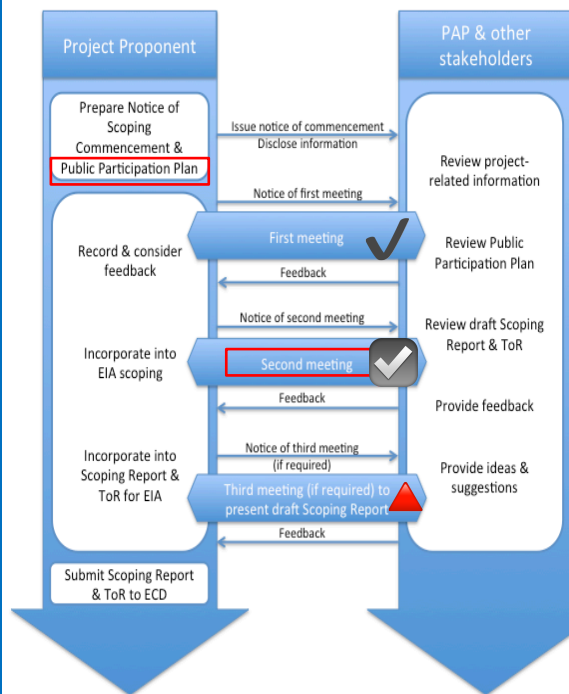 Project Proponent
PAP & other
stakeholders
Prepare Notice of
Scoping
Commencement &
Public Participation Plan
Issue notice of commencement
Disclose information
Review project-
related information
Notice of first meeting
First meeting
Record & consider
feedback
Review Public
Participation Plan
Feedback
Notice of second meeting
Review draft Scoping
Report & ToR
Incorporate into
EIA scoping
Second meeting
Feedback
Provide feedback
Notice of third meeting
(if required)
Incorporate into
Scoping Report &
ToR for EIA
Provide ideas &
suggestions
Third meeting (if required) to
present draft Scoping Report
Feedback
Submit Scoping Report
& ToR to ECD